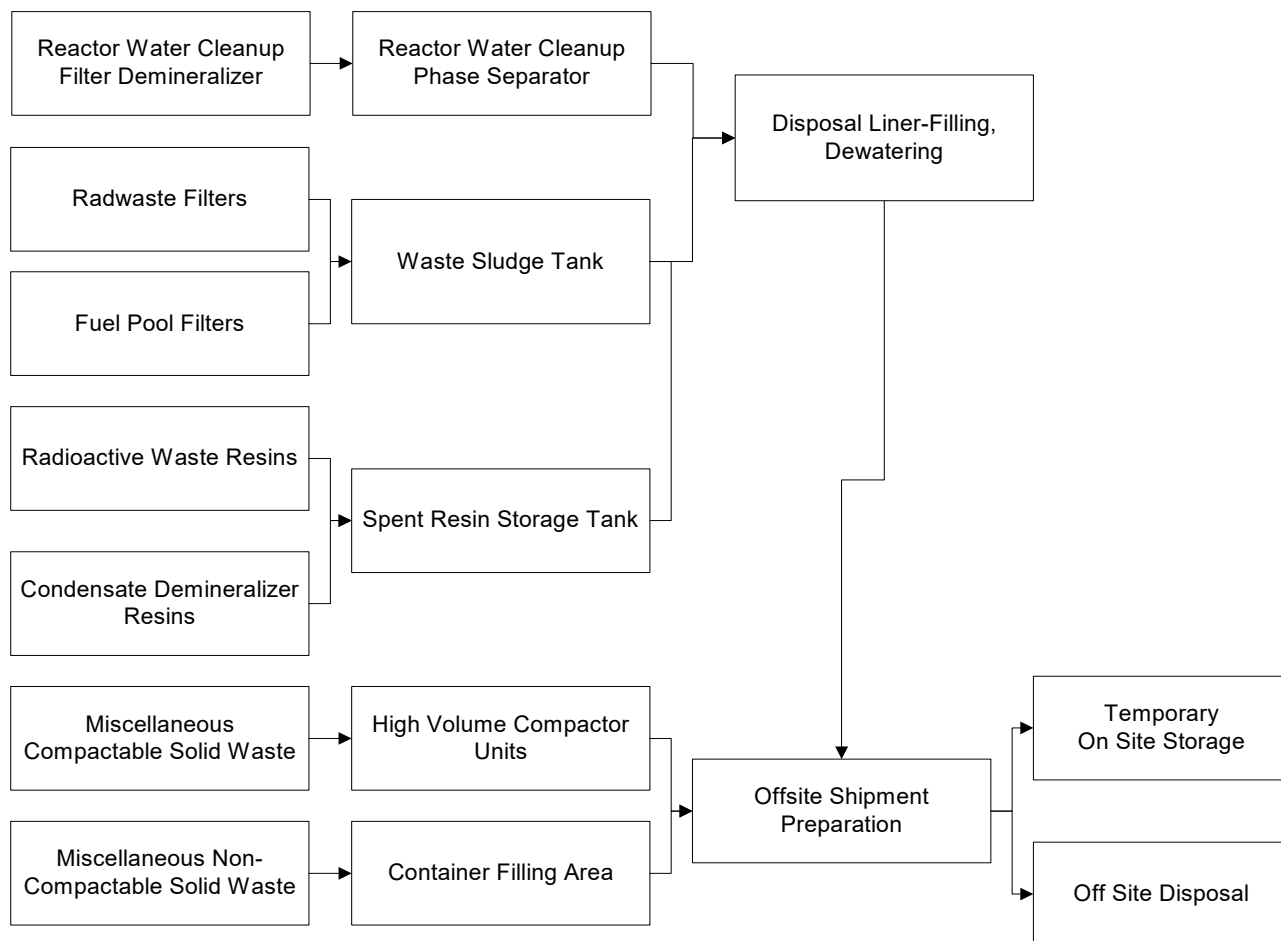 Reactor Water Cleanup
Filter Demineralizer
Reactor Water Cleanup
Phase Separator
Disposal Liner-Filling,
Dewatering
Radwaste Filters
Waste Sludge Tank
Fuel Pool Filters
Radioactive Waste Resins
Spent Resin Storage Tank
Condensate Demineralizer
Resins
Miscellaneous
Compactable Solid Waste
High Volume Compactor
Units
Temporary
On Site Storage
Offsite Shipment
Preparation
Miscellaneous Non-
Compactable Solid Waste
Container Filling Area
Off Site Disposal